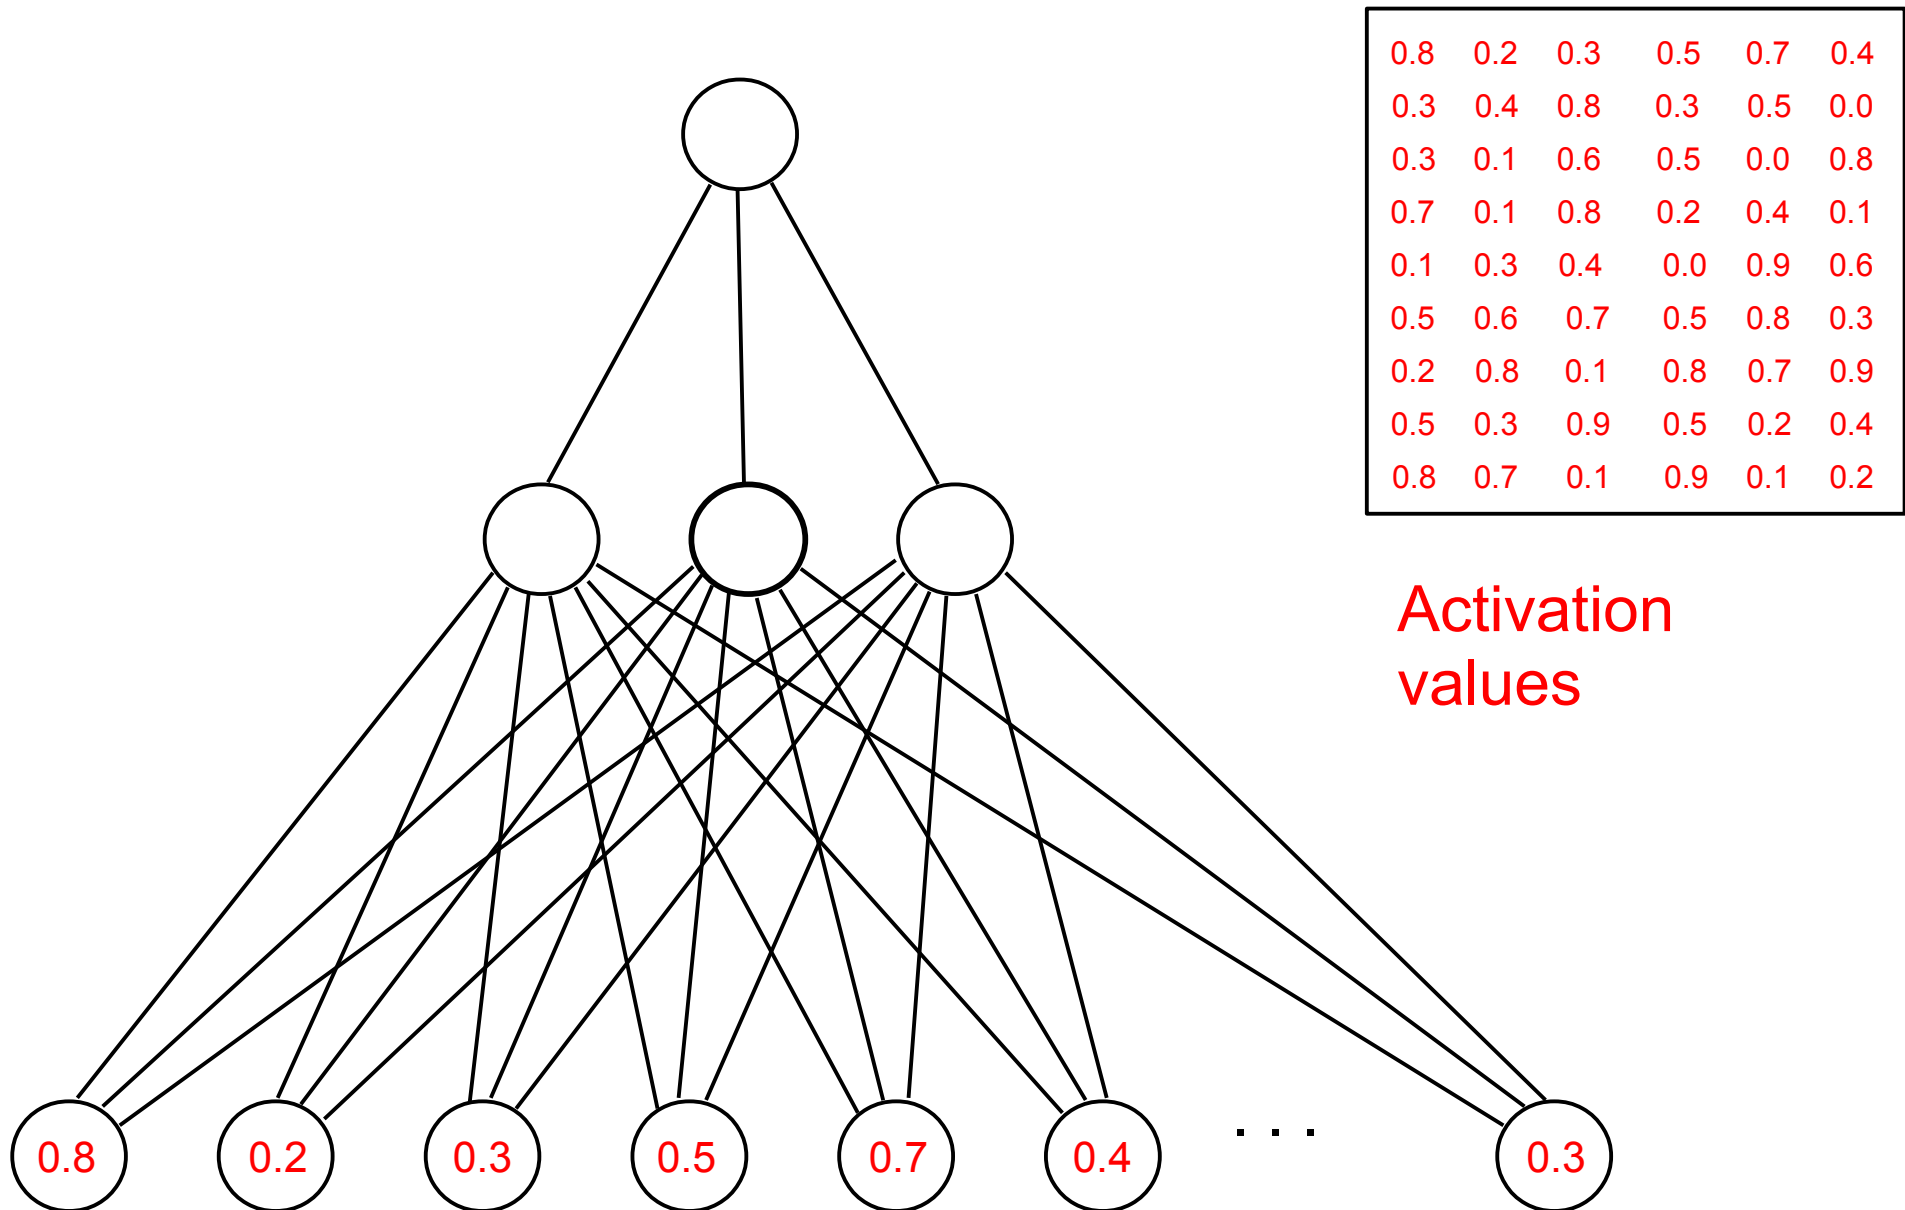 0.8 0.2 0.3 0.5 0.7 0.4
0.3 0.4 0.8 0.3 0.5 0.0
0.3 0.1 0.6 0.5 0.0 0.8
0.7 0.1 0.8 0.2 0.4 0.1
0.1 0.3 0.4 0.0 0.9 0.6
0.5 0.6 0.7 0.5 0.8 0.3
0.2 0.8 0.1 0.8 0.7 0.9
0.5 0.3 0.9 0.5 0.2 0.4
0.8 0.7 0.1 0.9 0.1 0.2
Activation
values
0.8 0.2 0.3 0.5 0.7 0.4 . . . 0.3